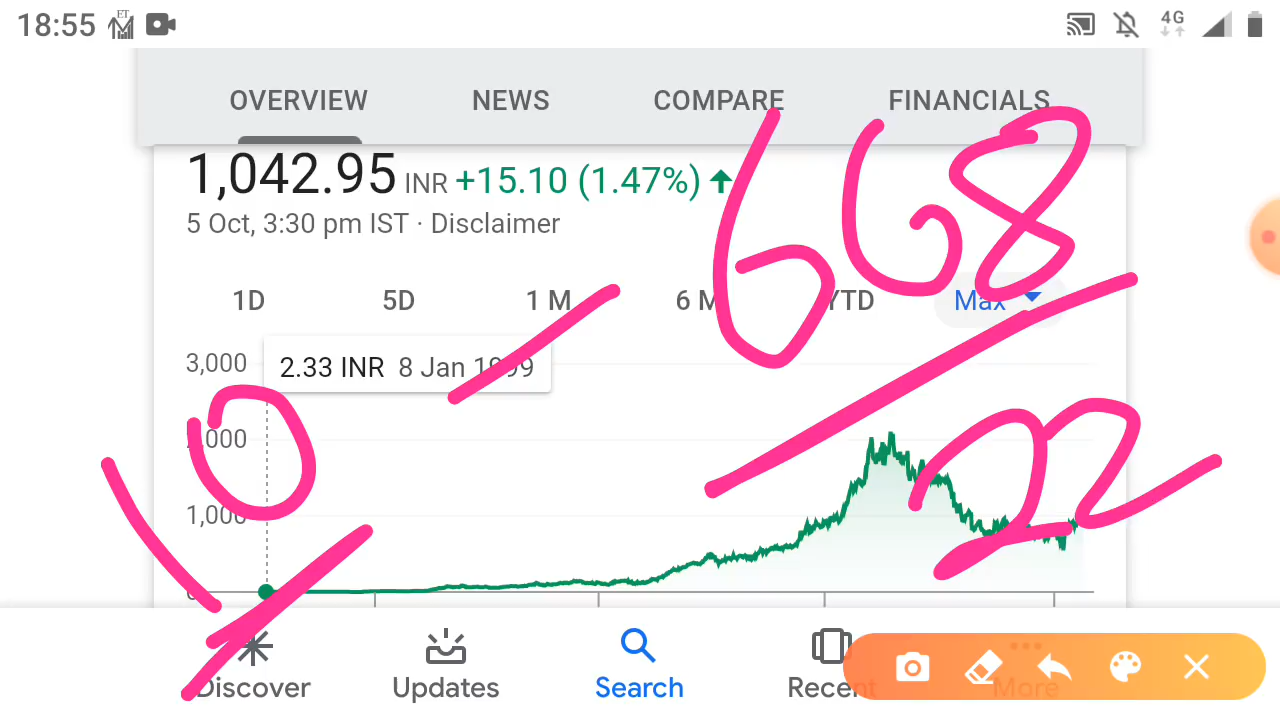 18:55 ET 4G
OVERVIEW NEWS COMPARE FINANCIALS
1,042.95 INR +15.10 (1.47%)
5 Oct, 3:30 pm IST · Disclaimer
668
1D 5D 1 M 6 M YTD Max
3,000
2.33 INR 8 Jan 1999
2,000
22
1,000
0
Discover Updates Search Recent More